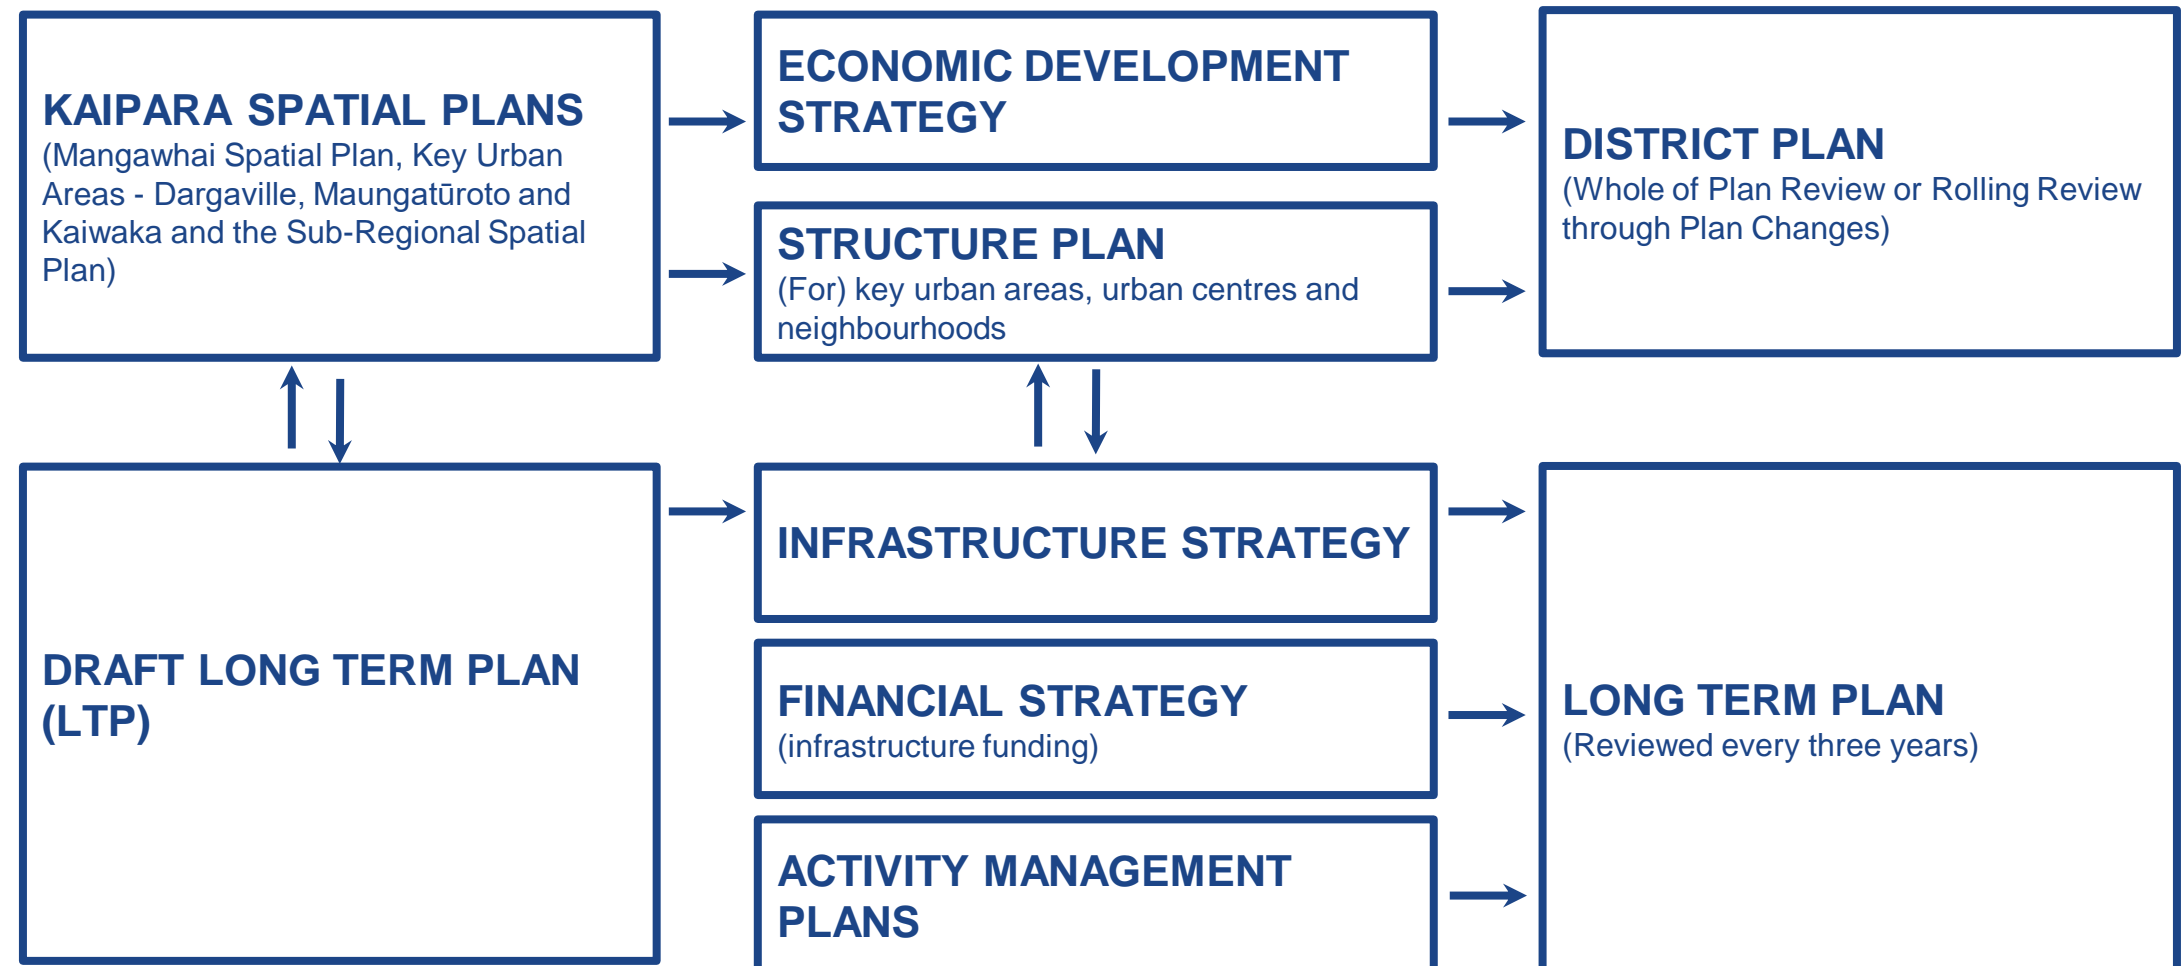 KAIPARA SPATIAL PLANS
(Mangawhai Spatial Plan, Key Urban
Areas - Dargaville, Maungatūroto and
Kaiwaka and the Sub-Regional Spatial
Plan)
ECONOMIC DEVELOPMENT
STRATEGY
STRUCTURE PLAN
(For) key urban areas, urban centres and
neighbourhoods
DISTRICT PLAN
(Whole of Plan Review or Rolling Review
through Plan Changes)
DRAFT LONG TERM PLAN
(LTP)
INFRASTRUCTURE STRATEGY
FINANCIAL STRATEGY
(infrastructure funding)
ACTIVITY MANAGEMENT
PLANS
LONG TERM PLAN
(Reviewed every three years)